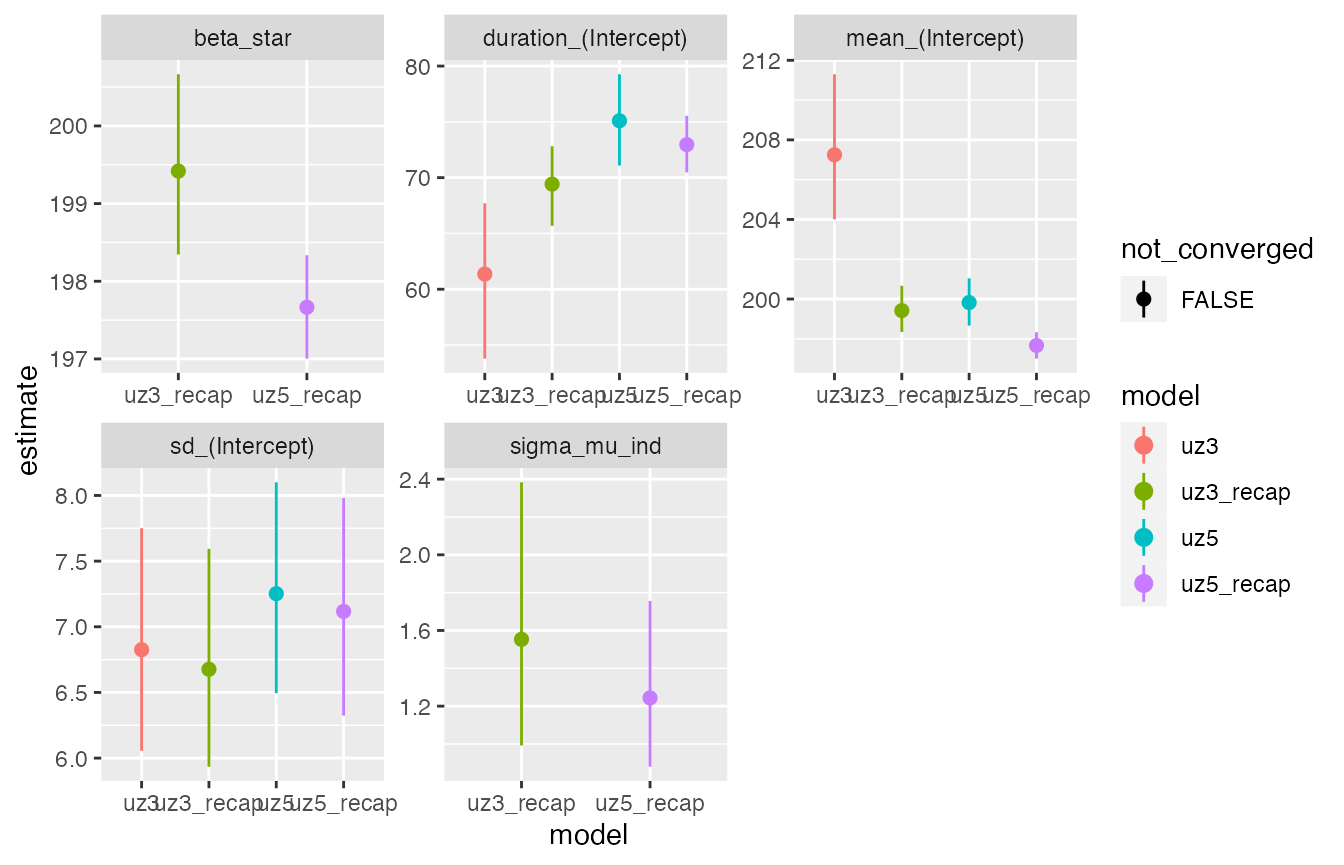 beta_star
duration_(Intercept)
mean_(Intercept)
200
199
198
197
80
70
60
212
208
204
200
uz3_recap
uz5_recap
uz3
uz3_recap
uz5
uz5_recap
uz3
uz3_recap
uz5
uz5_recap
sd_(Intercept)
sigma_mu_ind
8.0
7.5
7.0
6.5
6.0
2.4
2.0
1.6
1.2
uz3
uz3_recap
uz5
uz5_recap
uz3_recap
uz5_recap
estimate
model
not_converged
FALSE
model
uz3
uz3_recap
uz5
uz5_recap